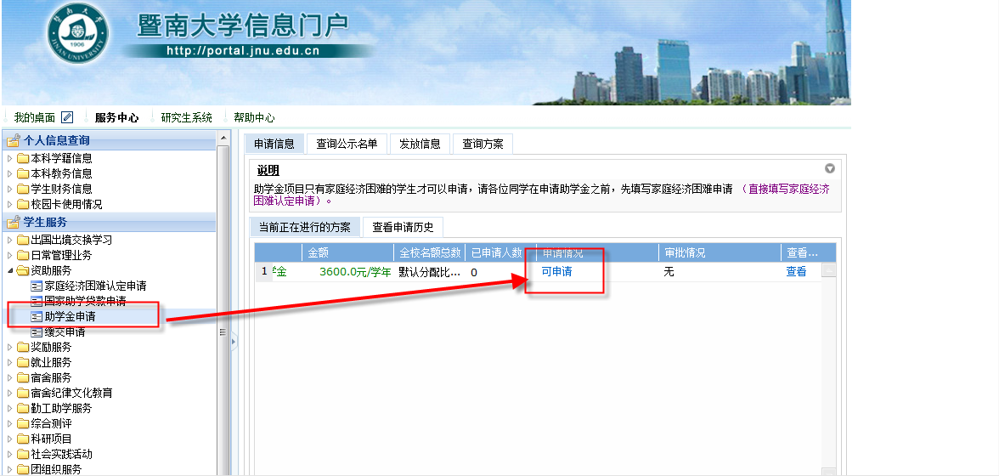 暨南大学
JINAN UNIVERSITY
1906
暨南大学信息门户
http://portal.jnu.edu.cn
我的桌面 服务中心 研究生系统 帮助中心
个人信息查询
本科学籍信息
本科教务信息
学生财务信息
校园卡使用情况
学生服务
出国出境交换学习
日常管理业务
资助服务
家庭经济困难认定申请
国家助学贷款申请
助学金申请
缓交申请
奖励服务
就业服务
宿舍服务
宿舍纪律文化教育
勤工助学服务
综合测评
科研项目
社会实践活动
团组织服务
申请信息 查询公示名单 发放信息 查询方案
说明
助学金项目只有家庭经济困难的学生才可以申请，请各位同学在申请助学金之前，先填写家庭经济困难申请 （直接填写家庭经济
困难认定申请）。
当前正在进行的方案 查看申请历史
金额 全校名额总数 已申请人数 申请情况 审批情况 查看...
1 学金 3600.0元/学年 默认分配比... 0 可申请 无 查看